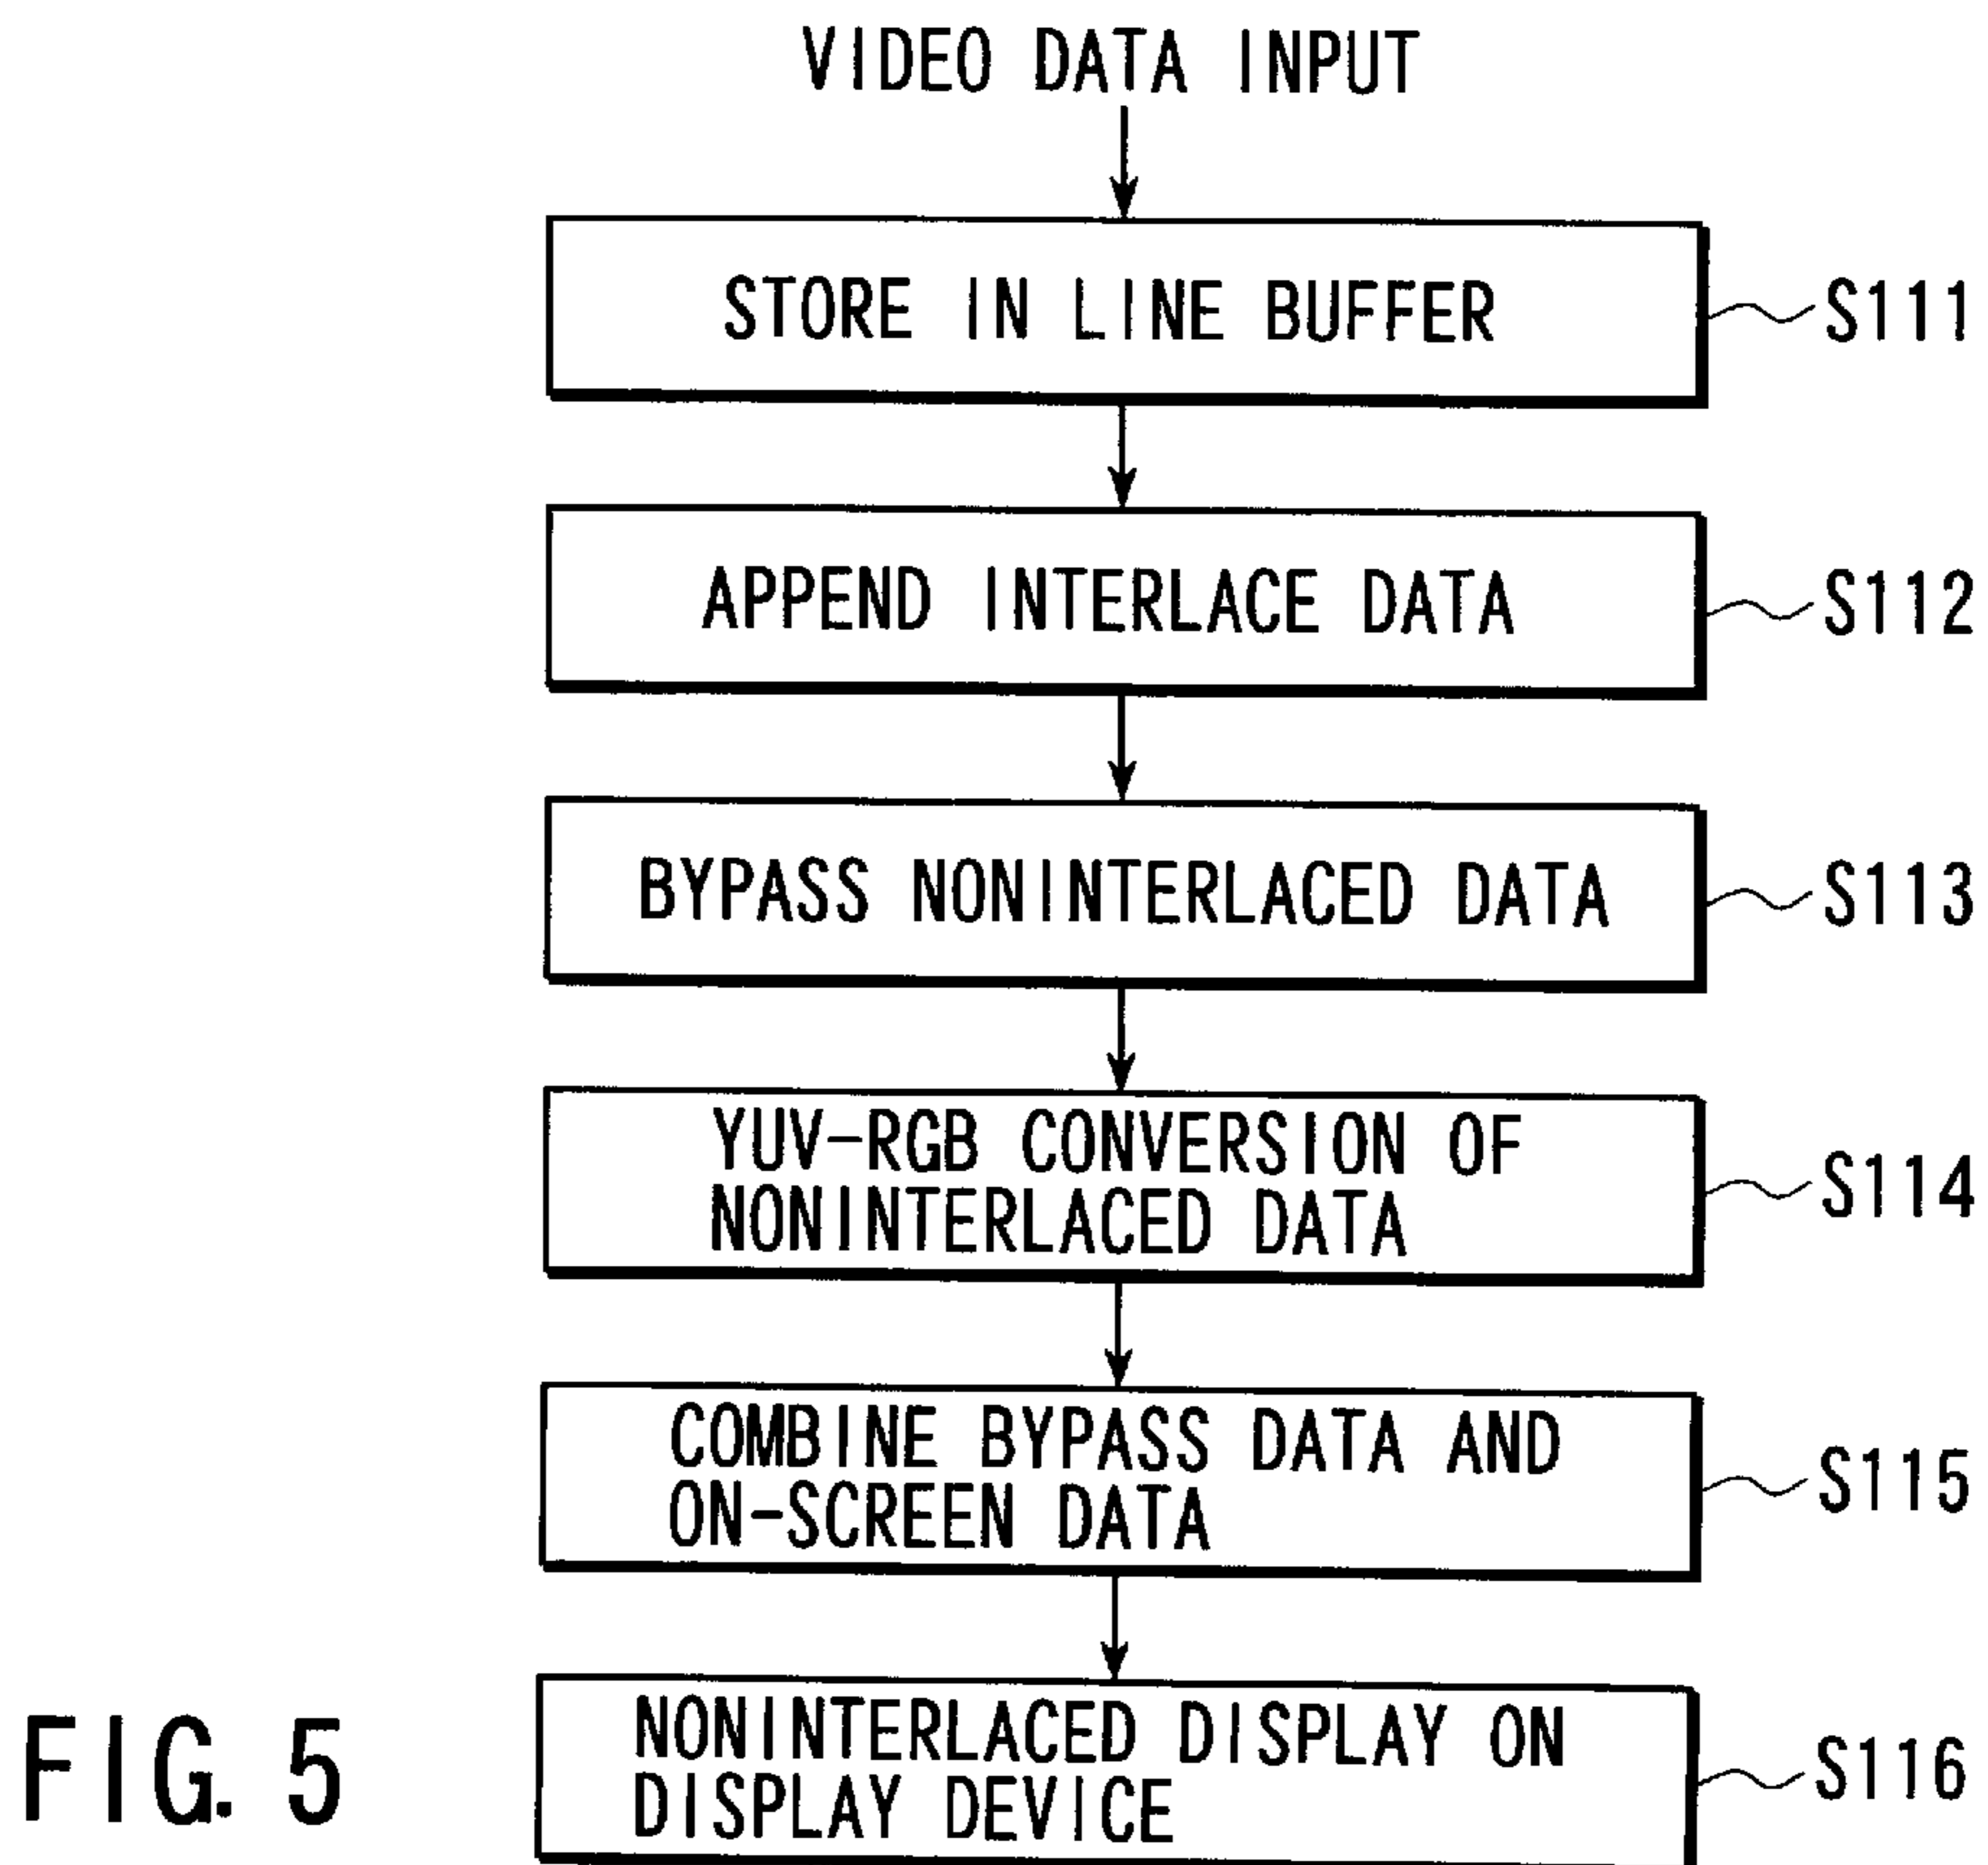 VIDEO DATA INPUT
STORE IN LINE BUFFER
S111
APPEND INTERLACE DATA
S112
BYPASS NONINTERLACED DATA
S113
YUV-RGB CONVERSION OF
NONINTERLACED DATA
S114
COMBINE BYPASS DATA AND
ON-SCREEN DATA
S115
NONINTERLACED DISPLAY ON
DISPLAY DEVICE
S116
FIG. 5